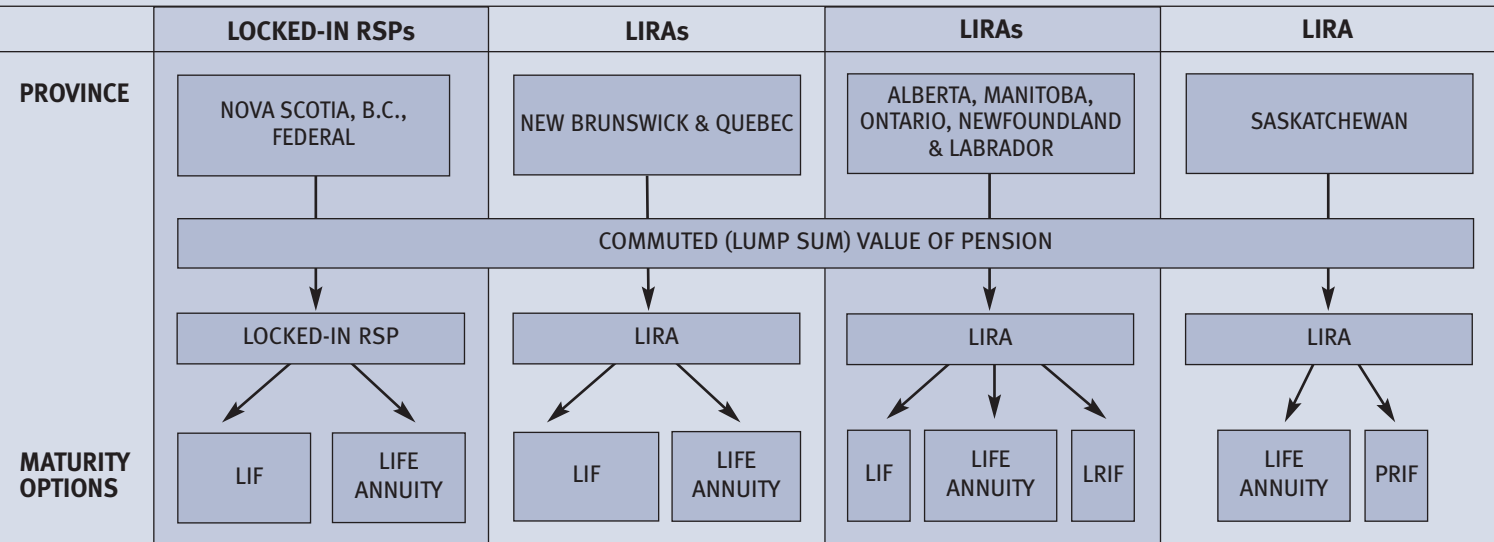 LOCKED-IN RSPs
LIRAs
LIRAs
LIRA
PROVINCE
NOVA SCOTIA, B.C.,
FEDERAL
NEW BRUNSWICK & QUEBEC
ALBERTA, MANITOBA,
ONTARIO, NEWFOUNDLAND
& LABRADOR
SASKATCHEWAN
COMMUTED (LUMP SUM) VALUE OF PENSION
LOCKED-IN RSP
LIRA
LIRA
LIRA
MATURITY
OPTIONS
LIF
LIFE
ANNUITY
LIF
LIFE
ANNUITY
LIF
LIFE
ANNUITY
LRIF
LIFE
ANNUITY
PRIF